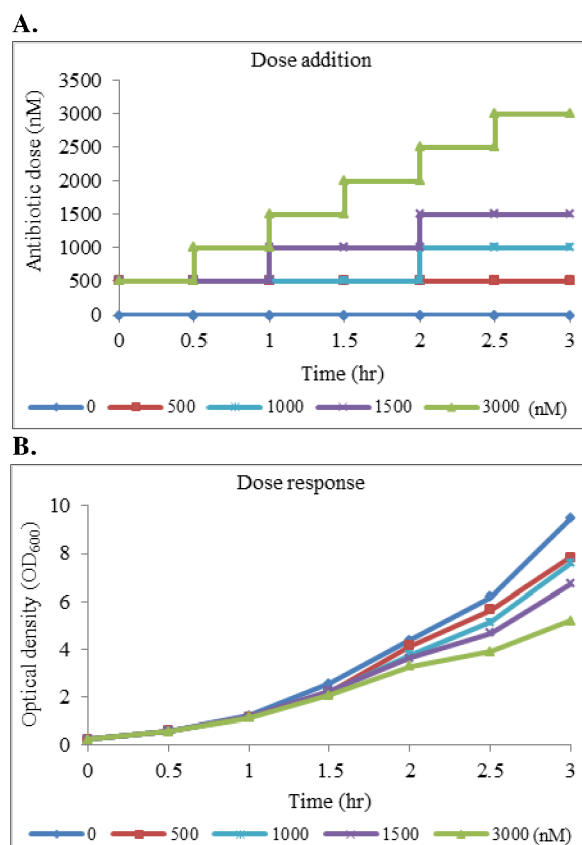 A.
Dose addition
Antibiotic dose (nM)
3500
3000
2500
2000
1500
1000
500
0
0 0.5 1 1.5 2 2.5 3
Time (hr)
0 500 1000 1500 3000 (nM)
B.
Dose response
Optical density (OD600)
10
8
6
4
2
0
0 0.5 1 1.5 2 2.5 3
Time (hr)
0 500 1000 1500 3000 (nM)